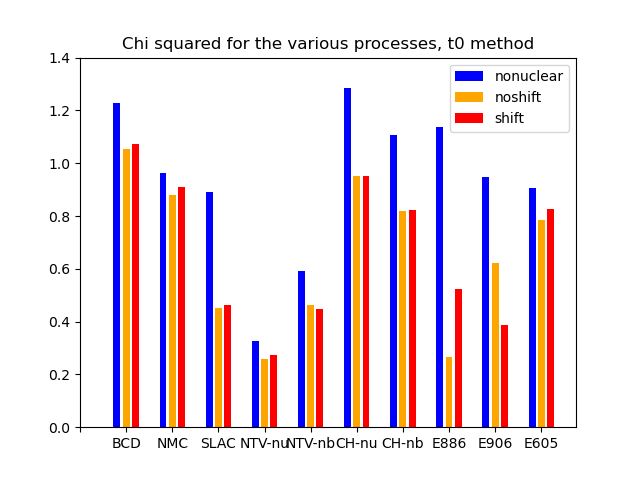 Chi squared for the various processes, t0 method
nonuclear
noshift
shift
1.4
1.2
1.0
0.8
0.6
0.4
0.2
0.0
BCD NMC SLAC NTV-nu NTV-nb CH-nu CH-nb E886 E906 E605